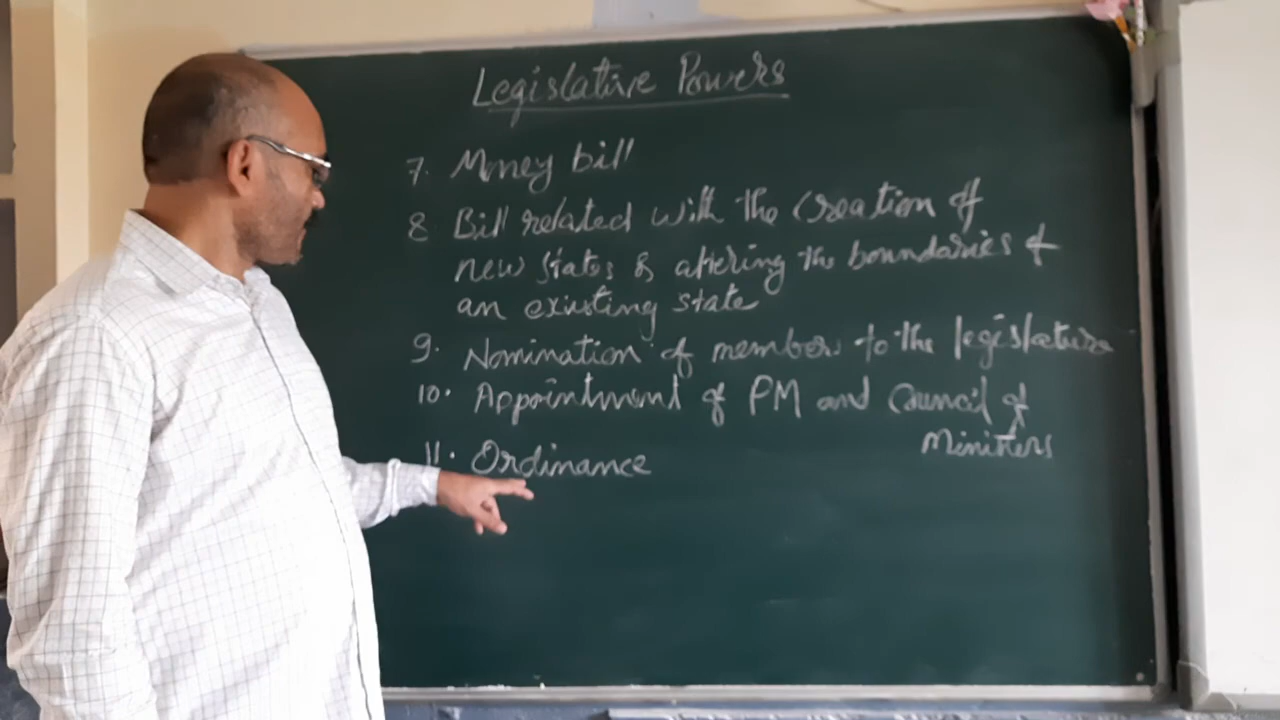 Legislative Powers
7. Money bill
8 Bill related with the Creation of
new states & altering the boundaries of
an existing state
9. Nomination of members to the legislature
10. Appointment of PM and Council of
Ministers
11. Ordinance